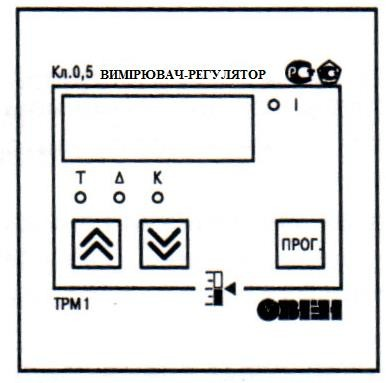 Кл.0,5 ВИМІРЮВАЧ-РЕГУЛЯТОР
I
Т Δ К
ПРОГ.
ТРМ1
ОВЕН